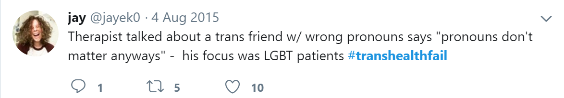 jay @jayek0 · 4 Aug 2015
Therapist talked about a trans friend w/ wrong pronouns says "pronouns don't
matter anyways" - his focus was LGBT patients #transhealthfail
1 5 10